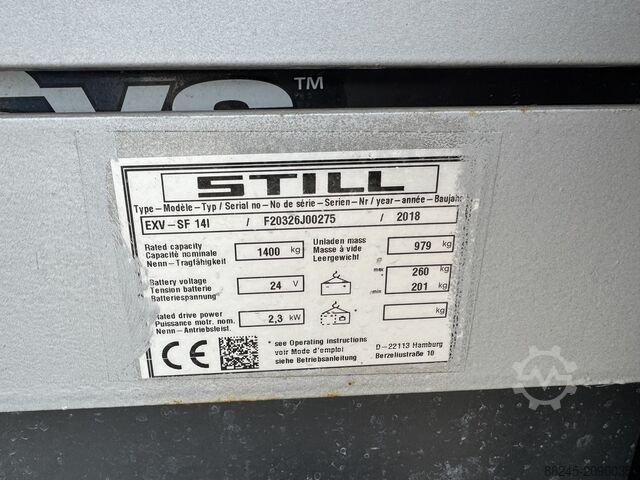 TM
STILL
Type-Modèle-Typ / Serial no-No de série-Serien-Nr / year-année-Baujahr
EXV-SF 14I / F20326J00275 / 2018
Rated capacity
Capacité nominale
Nenn-Tragfähigkeit
1400 kg
Unladen mass
Masse à vide
Leergewicht
979 kg
Battery voltage
Tension batterie
Batteriespannung
24 V
max 260 kg
min 201 kg
Rated drive power
Puissance motr. nom.
Nenn-Antriebsleist.
2,3 kW
kg
CE
* see Operating instructions
voir Mode d'emploi
siehe Betriebsanleitung
D-22113 Hamburg
Berzeliusstraße 10